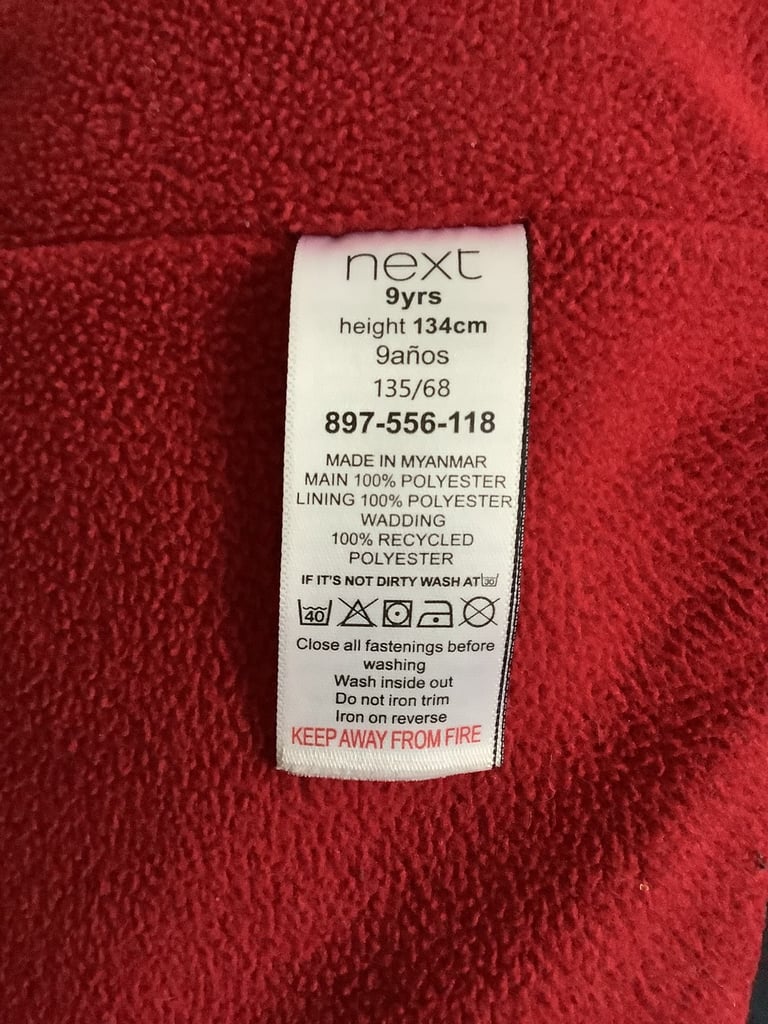 next
9yrs
height 134cm
9años
135/68
897-556-118
MADE IN MYANMAR
MAIN 100% POLYESTER
LINING 100% POLYESTER
WADDING
100% RECYCLED
POLYESTER
IF IT'S NOT DIRTY WASH AT 30
40
Close all fastenings before
washing
Wash inside out
Do not iron trim
Iron on reverse
KEEP AWAY FROM FIRE